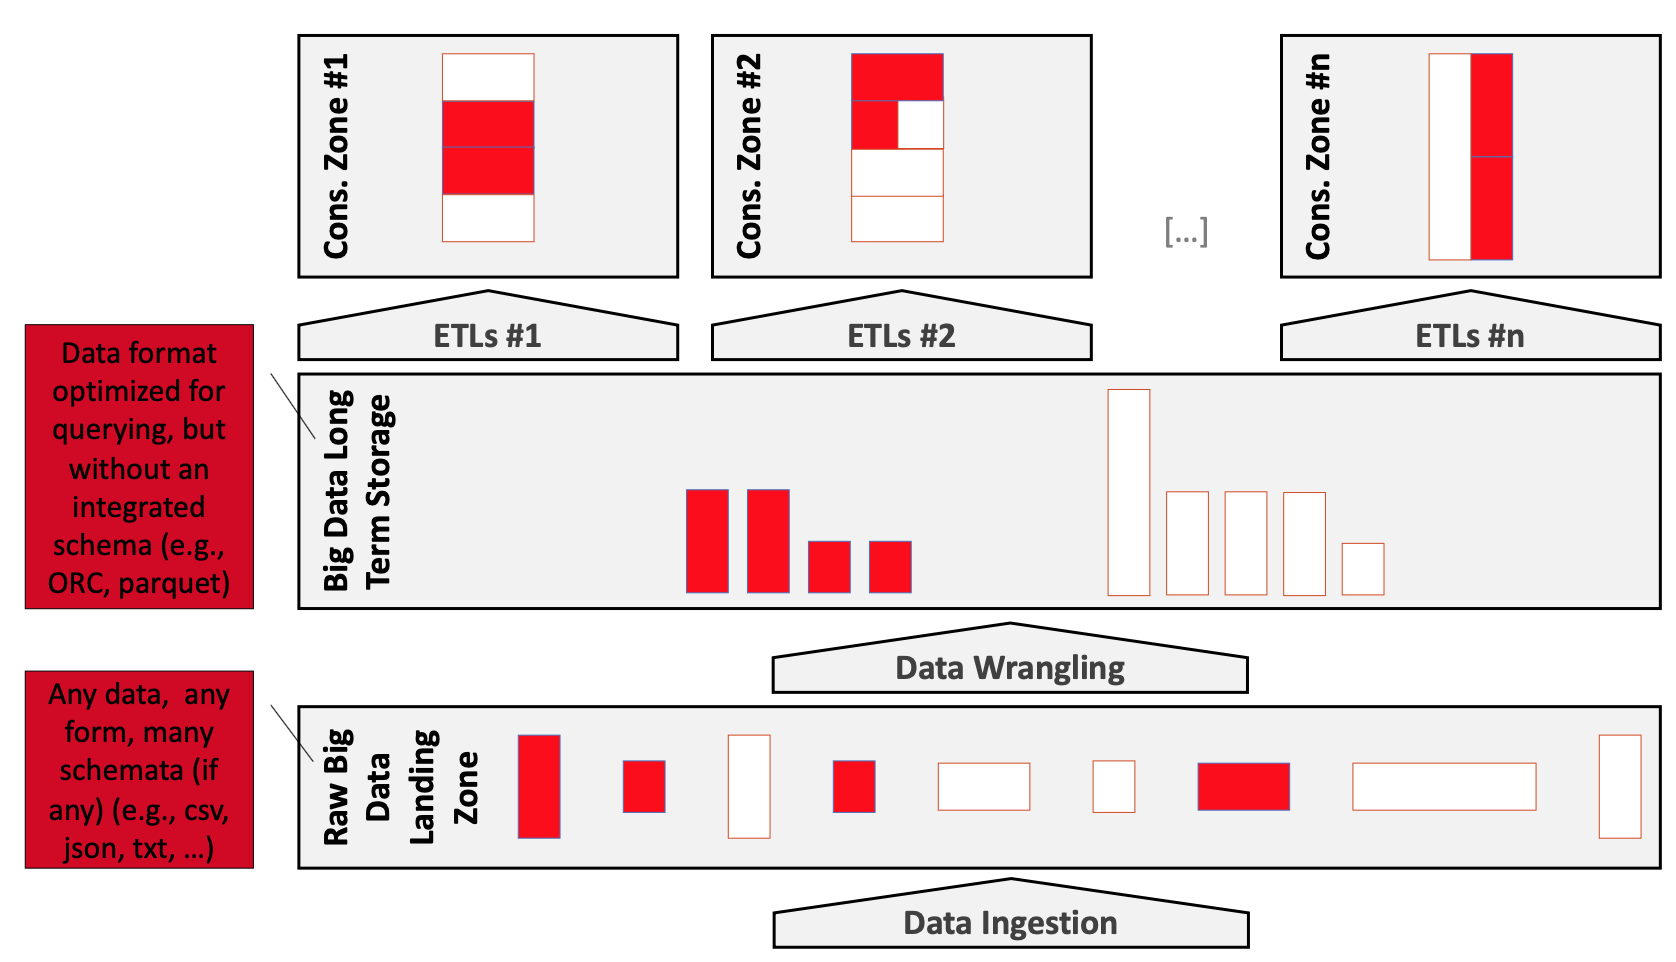 Cons. Zone #1
Cons. Zone #2
[...]
Cons. Zone #n
ETLs #1
ETLs #2
ETLs #n
Data format
optimized for
querying, but
without an
integrated
schema (e.g.,
ORC, parquet)
Big Data Long
Term Storage
Data Wrangling
Any data, any
form, many
schemata (if
any) (e.g., csv,
json, txt, ...)
Raw Big
Data
Landing
Zone
Data Ingestion